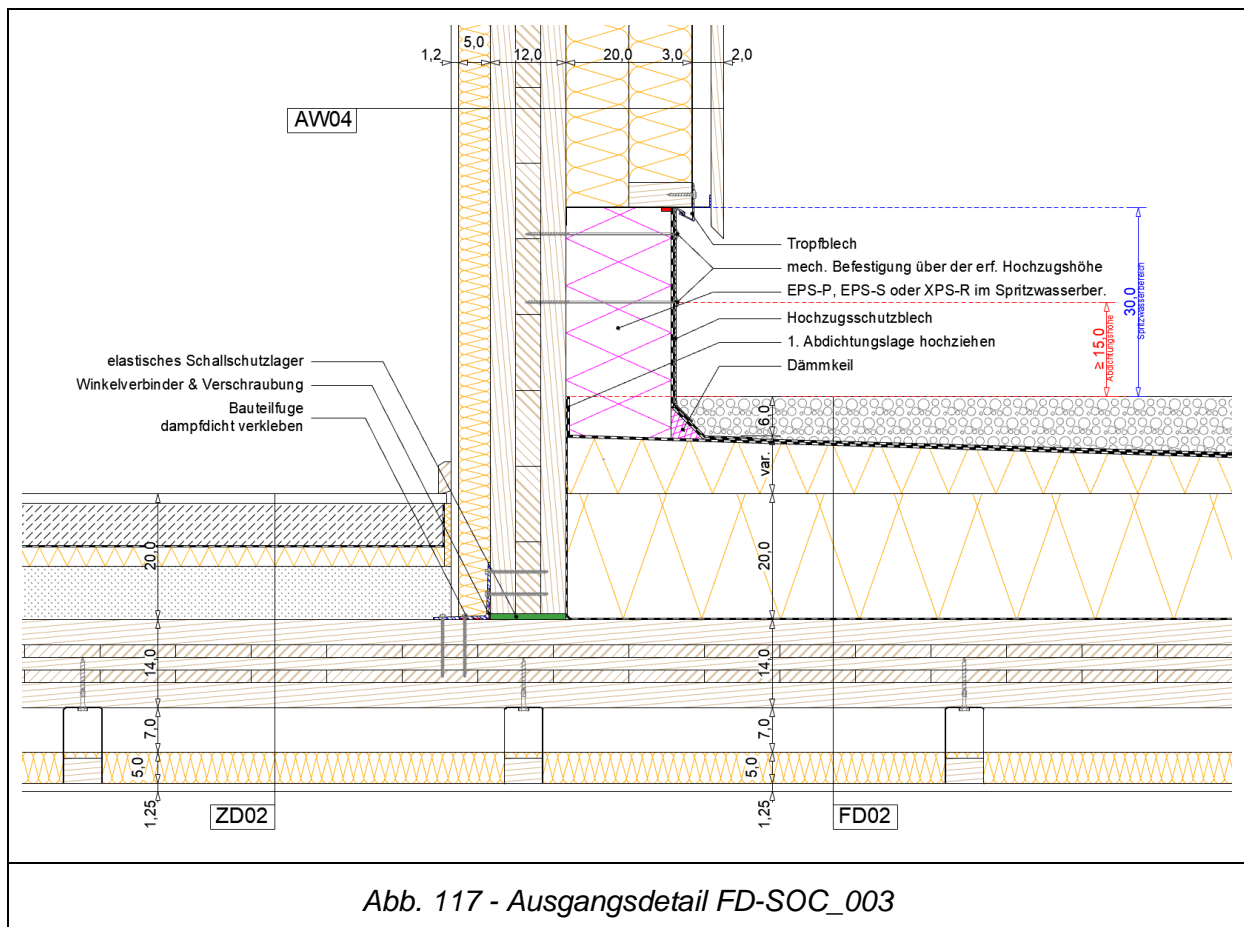 1,2
5,0
12,0
20,0
3,0
2,0
AW04
Tropfblech
mech. Befestigung über der erf. Hochzugshöhe
EPS-P, EPS-S oder XPS-R im Spritzwasserber.
Hochzugsschutzblech
1. Abdichtungslage hochziehen
Dämmkeil
30,0
Spritzwasserbereich
≥ 15,0
Abdichtungshöhe
elastisches Schallschutzlager
Winkelverbinder & Verschraubung
Bauteilfuge
dampfdicht verkleben
6,0
var.
20,0
20,0
14,0
14,0
7,0
7,0
5,0
5,0
1,25
1,25
ZD02
FD02
Abb. 117 - Ausgangsdetail FD-SOC_003